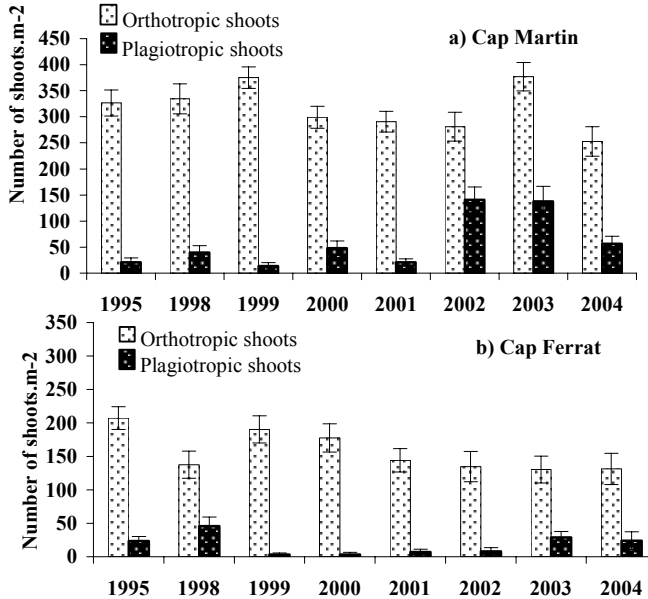 Orthotropic shoots
Plagiotropic shoots
a) Cap Martin
Number of shoots.m-2
450
400
350
300
250
200
150
100
50
0
1995 1998 1999 2000 2001 2002 2003 2004
Orthotropic shoots
Plagiotropic shoots
b) Cap Ferrat
Number of shoots.m-2
350
300
250
200
150
100
50
0
1995 1998 1999 2000 2001 2002 2003 2004